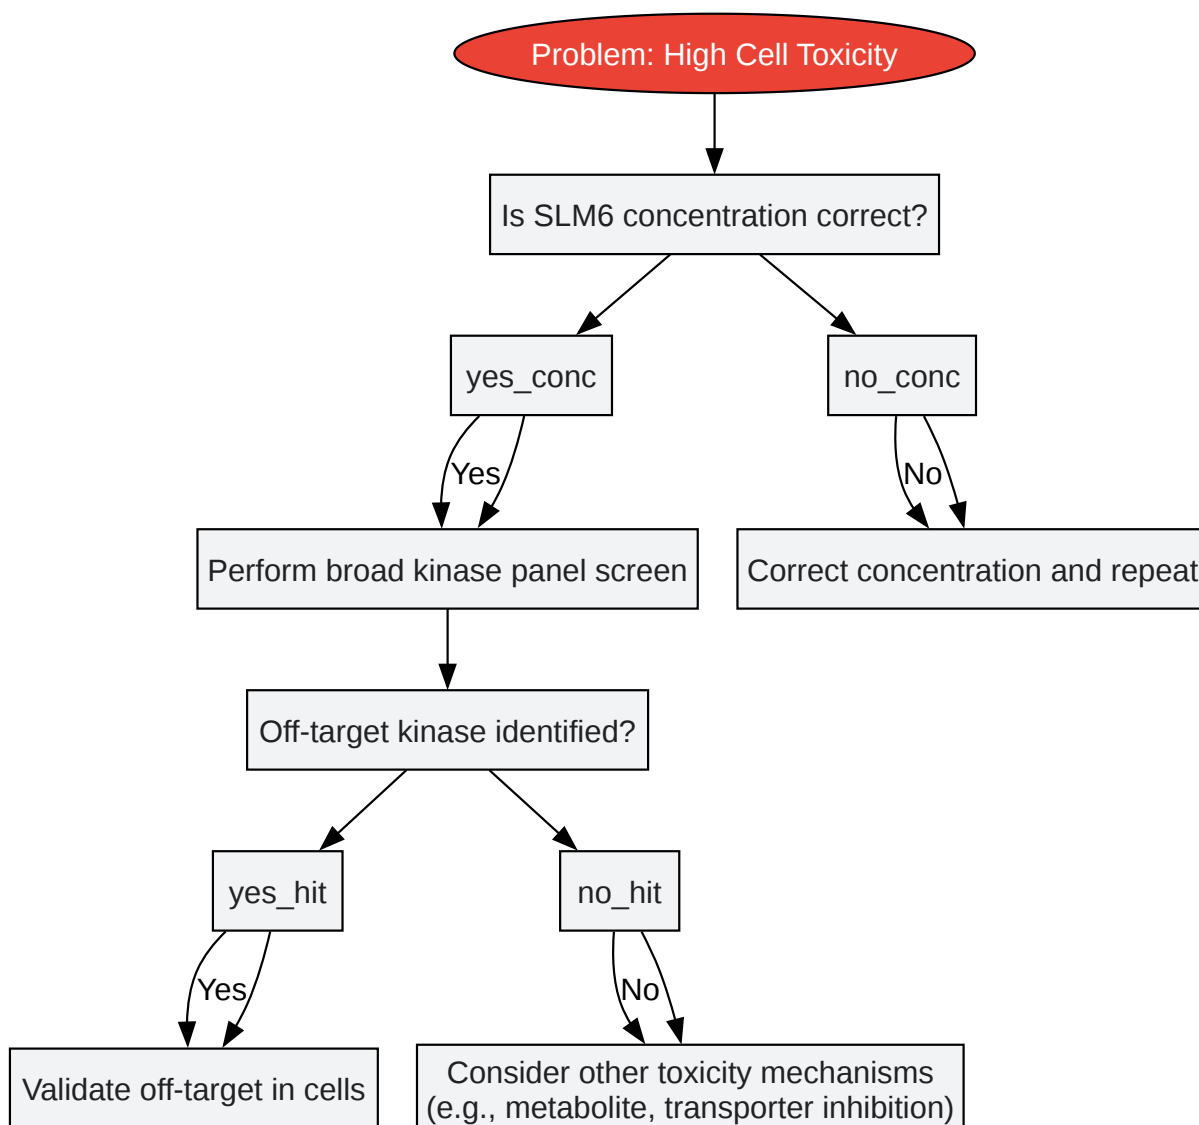 Problem: High Cell Toxicity
Is SLM6 concentration correct?
yes_conc
no_conc
Yes
No
Perform broad kinase panel screen
Correct concentration and repeat
Off-target kinase identified?
yes_hit
no_hit
Yes
No
Validate off-target in cells
Consider other toxicity mechanisms
(e.g., metabolite, transporter inhibition)